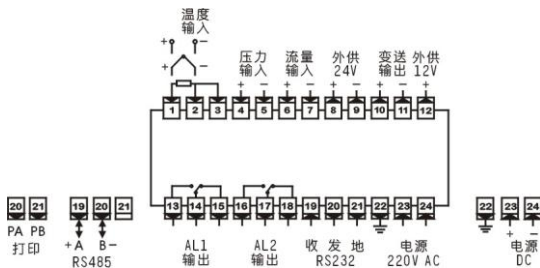 温度
输入
+ −
+ −
压力 流量 外供 变送 外供
输入 输入 24V 输出 12V
+ − + − + − + − +
1 2 3 4 5 6 7 8 9 10 11 12
20 21 19 20 21 13 14 15 16 17 18 19 20 21 22 23 24 22 23 24
PA PB +A B− AL1 AL2 收 发 地 电源 + −
打印 RS485 输出 输出 RS232 220V AC 电源
DC